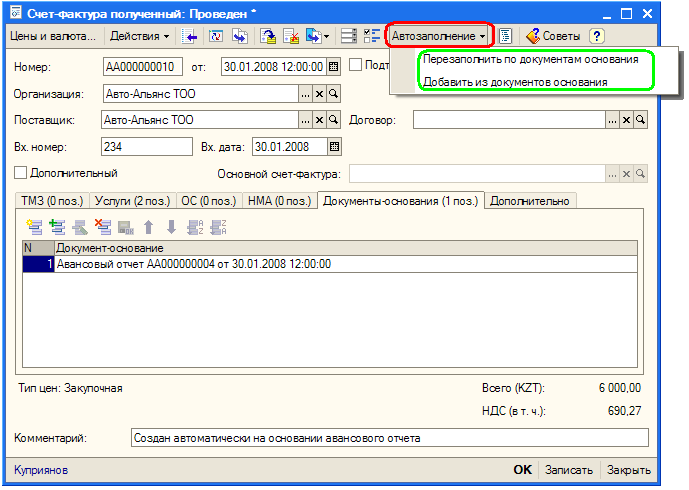 Счет-фактура полученный: Проведен *
Цены и валюта... Действия Автозаполнение Советы ?
Перезаполнить по документам основания
Добавить из документов основания
Номер: АА000000010 от: 30.01.2008 12:00:00
Организация: Авто-Альянс ТОО ...
Поставщик: Авто-Альянс ТОО ... Договор: ...
Вх. номер: 234 Вх. дата: 30.01.2008
Дополнительный Основной счет-фактура: ...
ТМЗ (0 поз.) Услуги (2 поз.) ОС (0 поз.) НМА (0 поз.) Документы-основания (1 поз.) Дополнительно
N Документ-основание
1 Авансовый отчет АА000000004 от 30.01.2008 12:00:00
Тип цен: Закупочная Всего (KZT): 6 000,00
НДС (в т. ч.): 690,27
Комментарий: Создан автоматически на основании авансового отчета
Куприянов OK Записать Закрыть